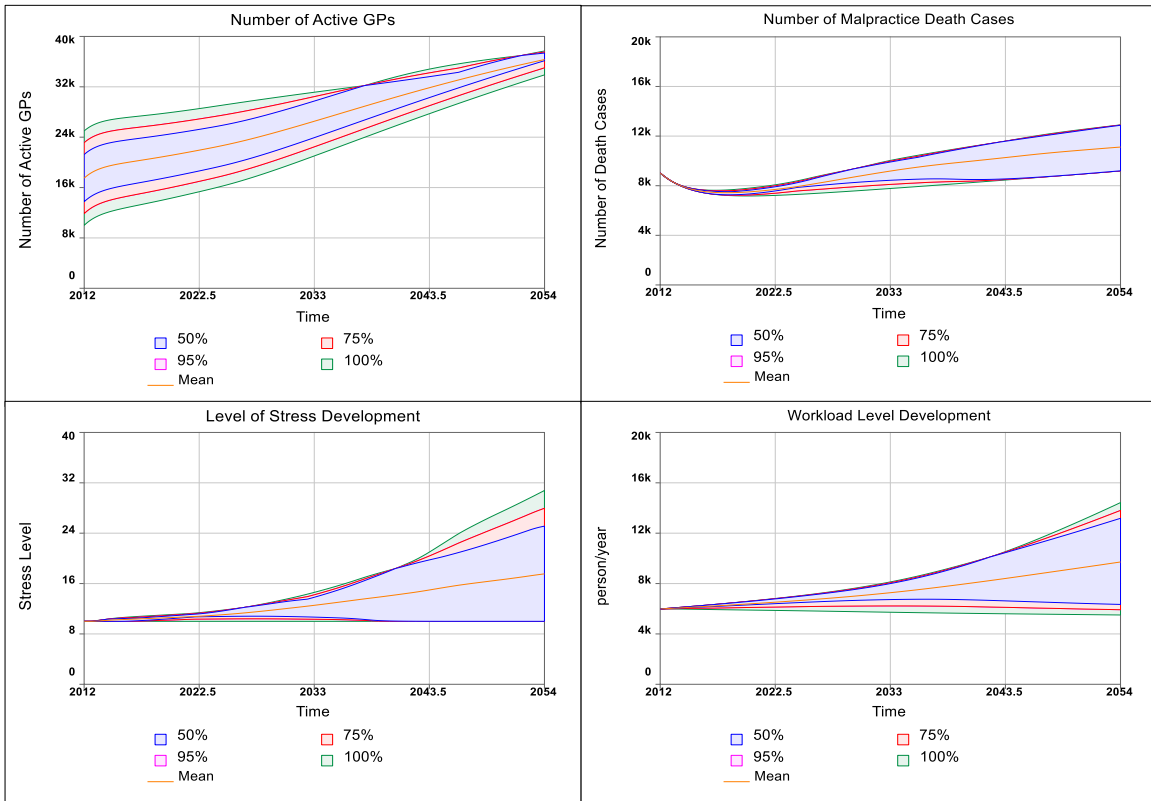 Number of Active GPs
Number of Active GPs
40k
32k
24k
16k
8k
0
2012 2022.5 2033 2043.5 2054
Time
50% 75%
95% 100%
Mean
Number of Malpractice Death Cases
Number of Death Cases
20k
16k
12k
8k
4k
0
2012 2022.5 2033 2043.5 2054
Time
50% 75%
95% 100%
Mean
Level of Stress Development
Stress Level
40
32
24
16
8
0
2012 2022.5 2033 2043.5 2054
Time
50% 75%
95% 100%
Mean
Workload Level Development
person/year
20k
16k
12k
8k
4k
0
2012 2022.5 2033 2043.5 2054
Time
50% 75%
95% 100%
Mean